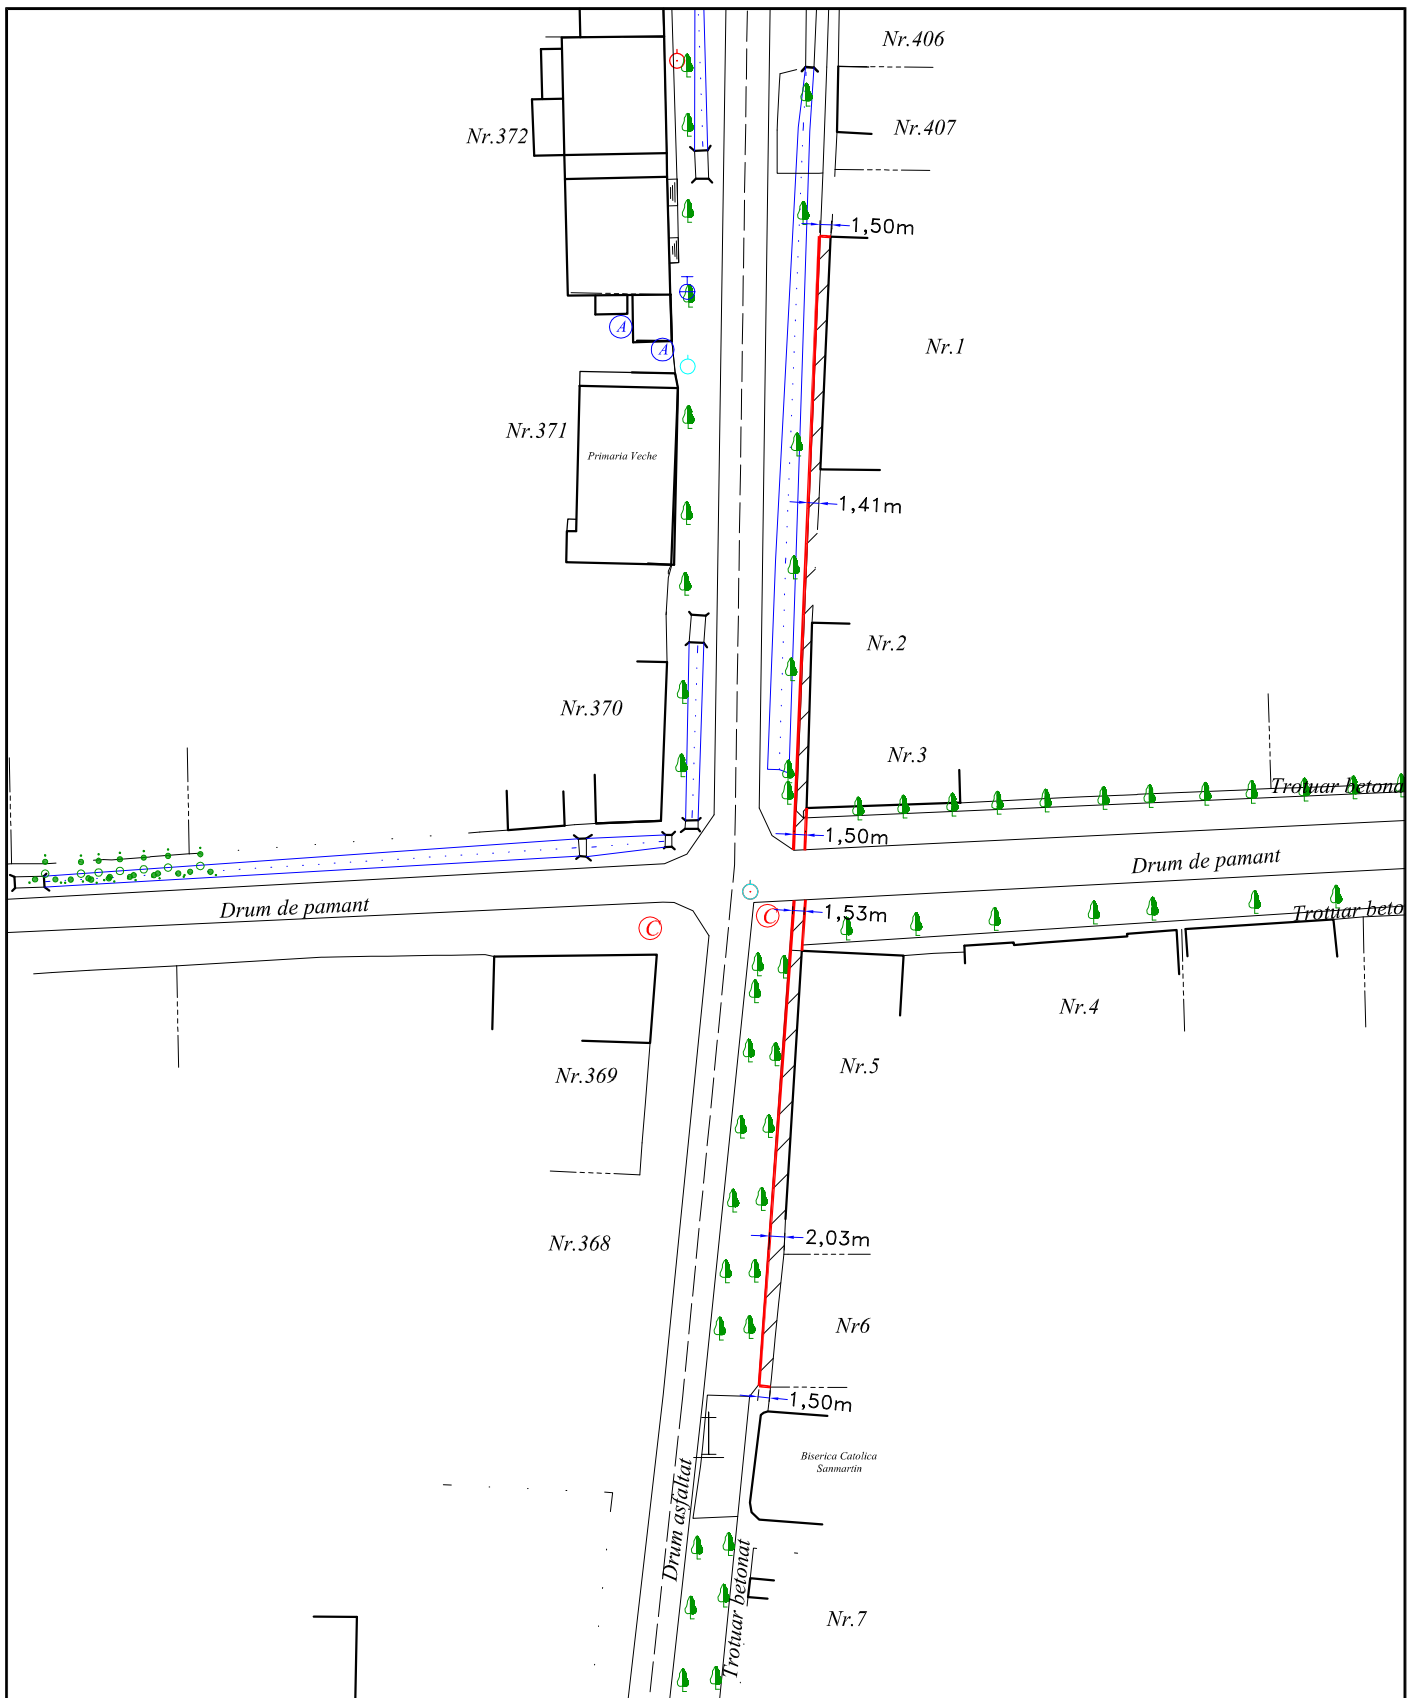 Nr.406
Nr.407
Nr.372
1,50m
A
Nr.1
A
Nr.371
Primaria Veche
1,41m
Nr.2
Nr.370
Nr.3
Trotuar betona
1,50m
Drum de pamant
Drum de pamant
1,53m
Trotuar beto
C
C
Nr.4
Nr.5
Nr.369
2,03m
Nr.368
Nr6
1,50m
Biserica Catolica
Sanmartin
Drum asfaltat
Trotuar betonat
Nr.7